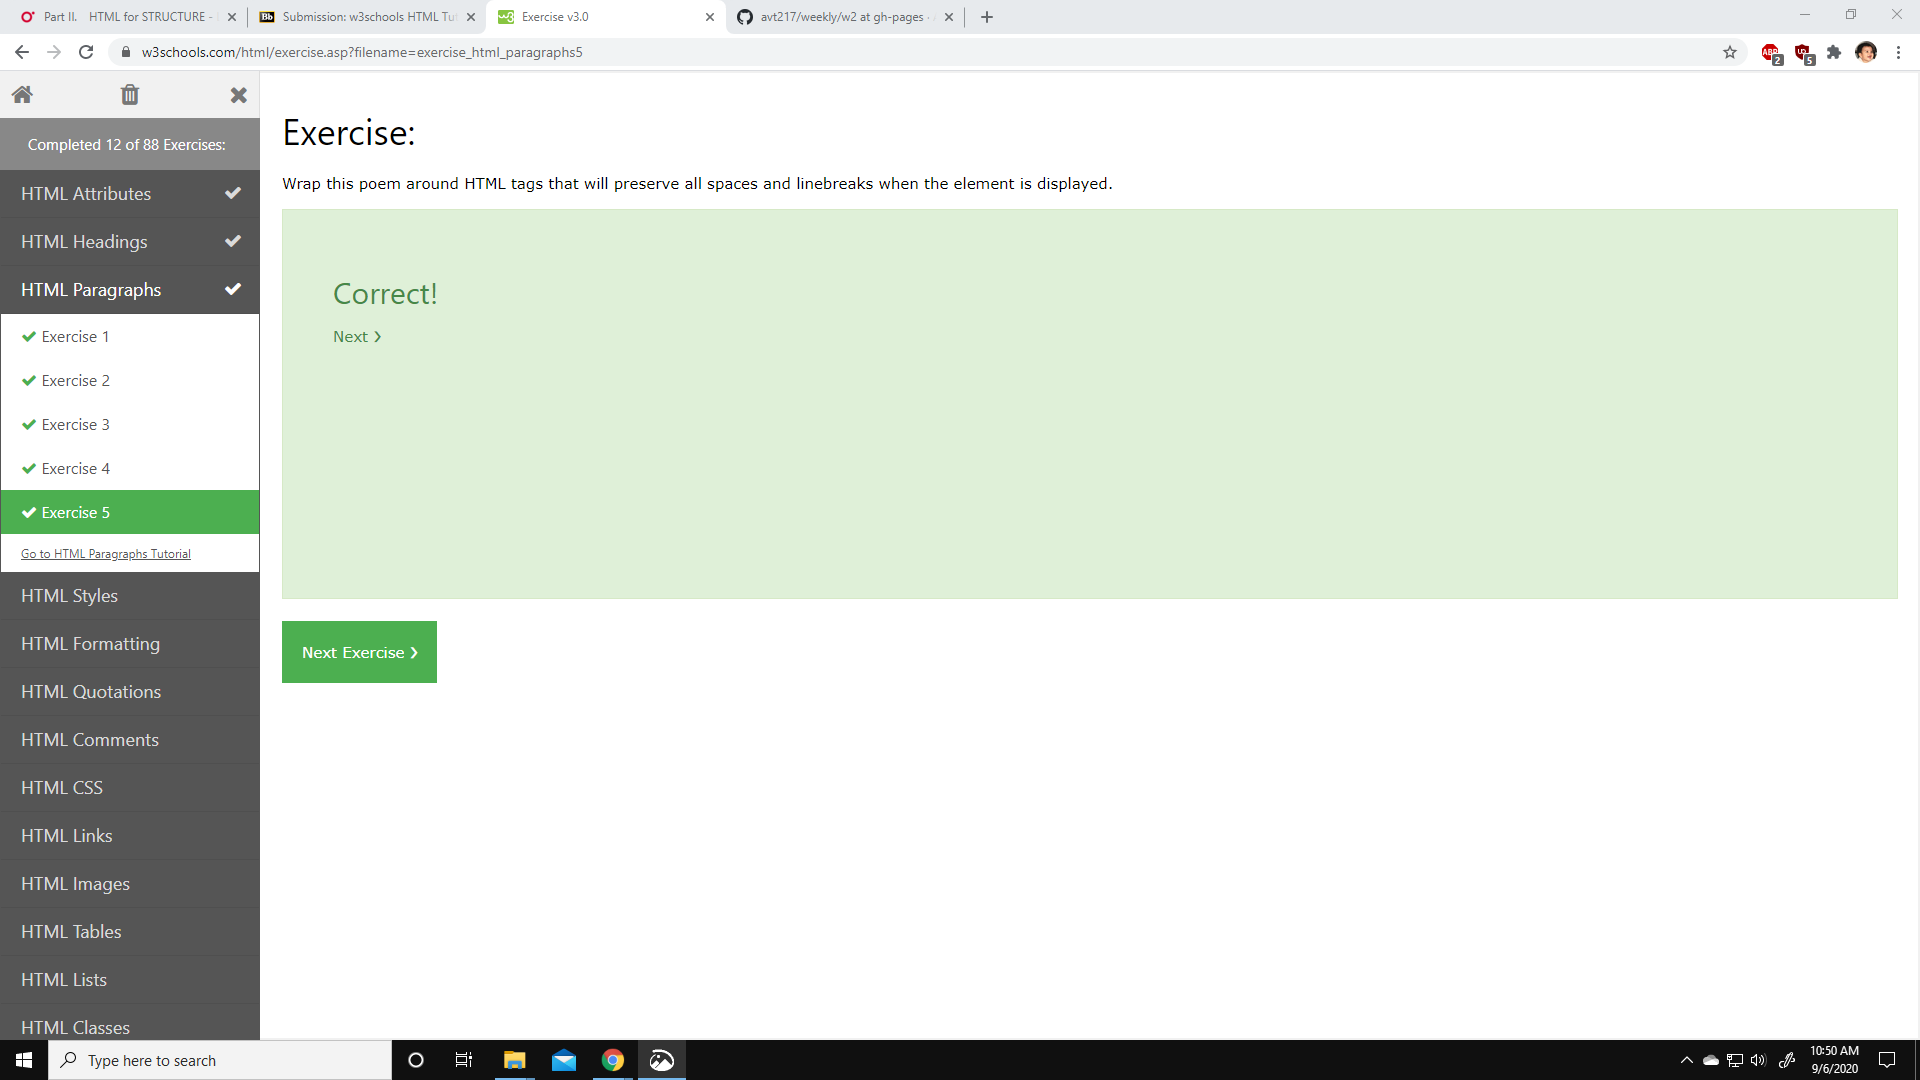 Part II. HTML for STRUCTURE -
Submission: w3schools HTML Tut
Exercise v3.0
avt217/weekly/w2 at gh-pages ·
w3schools.com/html/exercise.asp?filename=exercise_html_paragraphs5
ABP
2
5
Completed 12 of 88 Exercises:
HTML Attributes
HTML Headings
HTML Paragraphs
Exercise 1
Exercise 2
Exercise 3
Exercise 4
Exercise 5
Go to HTML Paragraphs Tutorial
HTML Styles
HTML Formatting
HTML Quotations
HTML Comments
HTML CSS
HTML Links
HTML Images
HTML Tables
HTML Lists
HTML Classes
Exercise:
Wrap this poem around HTML tags that will preserve all spaces and linebreaks when the element is displayed.
Correct!
Next ❯
Next Exercise ❯
Type here to search
10:50 AM
9/6/2020